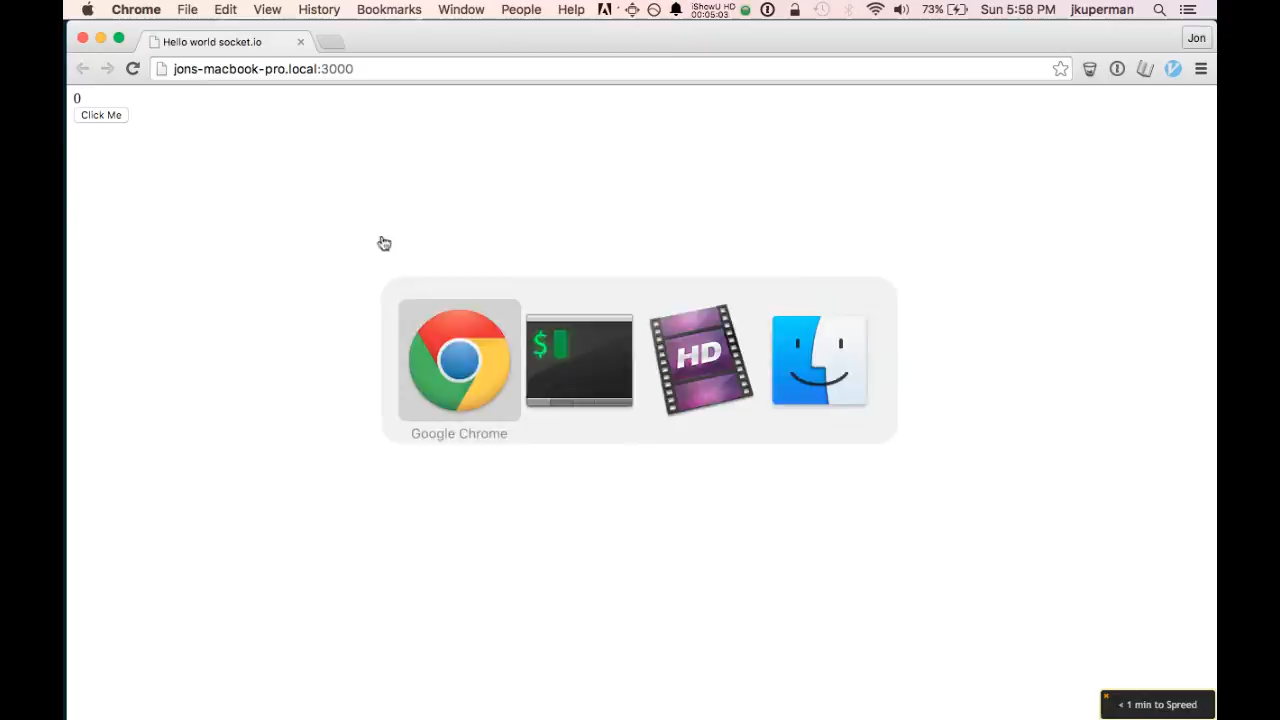 Chrome File Edit View History Bookmarks Window People Help iShowU HD 00:05:03 73% Sun 5:58 PM jkuperman
Hello world socket.io
Jon
jons-macbook-pro.local:3000
0
Click Me
$
HD
Google Chrome
< 1 min to Spreed